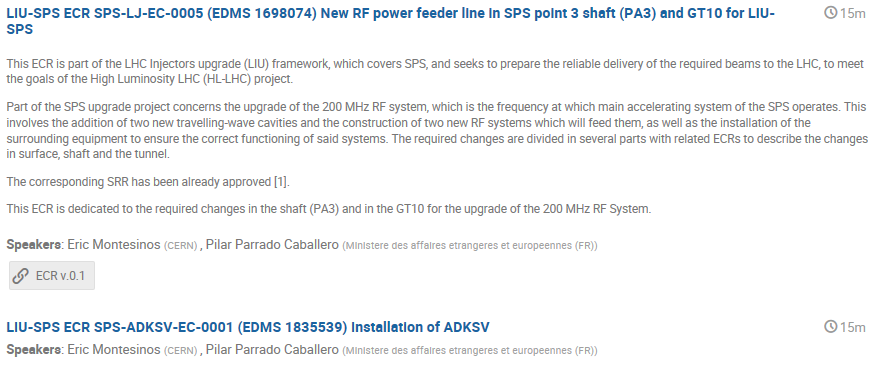 LIU-SPS ECR SPS-LJ-EC-0005 (EDMS 1698074) New RF power feeder line in SPS point 3 shaft (PA3) and GT10 for LIU-
SPS
15m
This ECR is part of the LHC Injectors upgrade (LIU) framework, which covers SPS, and seeks to prepare the reliable delivery of the required beams to the LHC, to meet
the goals of the High Luminosity LHC (HL-LHC) project.
Part of the SPS upgrade project concerns the upgrade of the 200 MHz RF system, which is the frequency at which main accelerating system of the SPS operates. This
involves the addition of two new travelling-wave cavities and the construction of two new RF systems which will feed them, as well as the installation of the
surrounding equipment to ensure the correct functioning of said systems. The required changes are divided in several parts with related ECRs to describe the changes
in surface, shaft and the tunnel.
The corresponding SRR has been already approved [1].
This ECR is dedicated to the required changes in the shaft (PA3) and in the GT10 for the upgrade of the 200 MHz RF System.
Speakers: Eric Montesinos (CERN) , Pilar Parrado Caballero (Ministere des affaires etrangeres et europeennes (FR))
ECR v.0.1
LIU-SPS ECR SPS-ADKSV-EC-0001 (EDMS 1835539) Installation of ADKSV
15m
Speakers: Eric Montesinos (CERN) , Pilar Parrado Caballero (Ministere des affaires etrangeres et europeennes (FR))